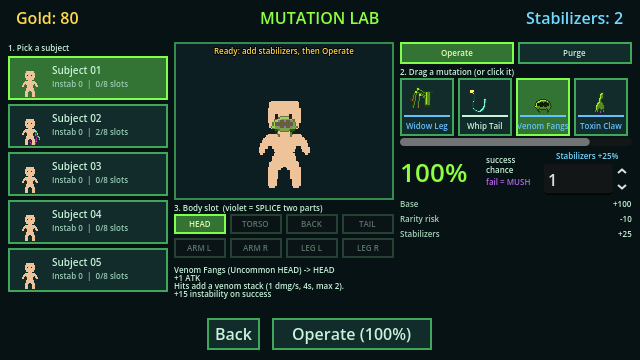 Gold: 80
MUTATION LAB
Stabilizers: 2
1. Pick a subject
Subject 01
Instab 0 | 0/8 slots
Subject 02
Instab 0 | 2/8 slots
Subject 03
Instab 0 | 0/8 slots
Subject 04
Instab 0 | 0/8 slots
Subject 05
Instab 0 | 0/8 slots
Ready: add stabilizers, then Operate
3. Body slot (violet = SPLICE two parts)
HEAD
TORSO
BACK
TAIL
ARM L
ARM R
LEG L
LEG R
Venom Fangs (Uncommon HEAD) -> HEAD
+1 ATK
Hits add a venom stack (1 dmg/s, 4s, max 2).
+15 instability on success
Operate
Purge
2. Drag a mutation (or click it)
Widow Leg
Whip Tail
Venom Fangs
Toxin Claw
100%
success
chance
fail = MUSH
Stabilizers +25%
1
Base +100
Rarity risk -10
Stabilizers +25
Back
Operate (100%)